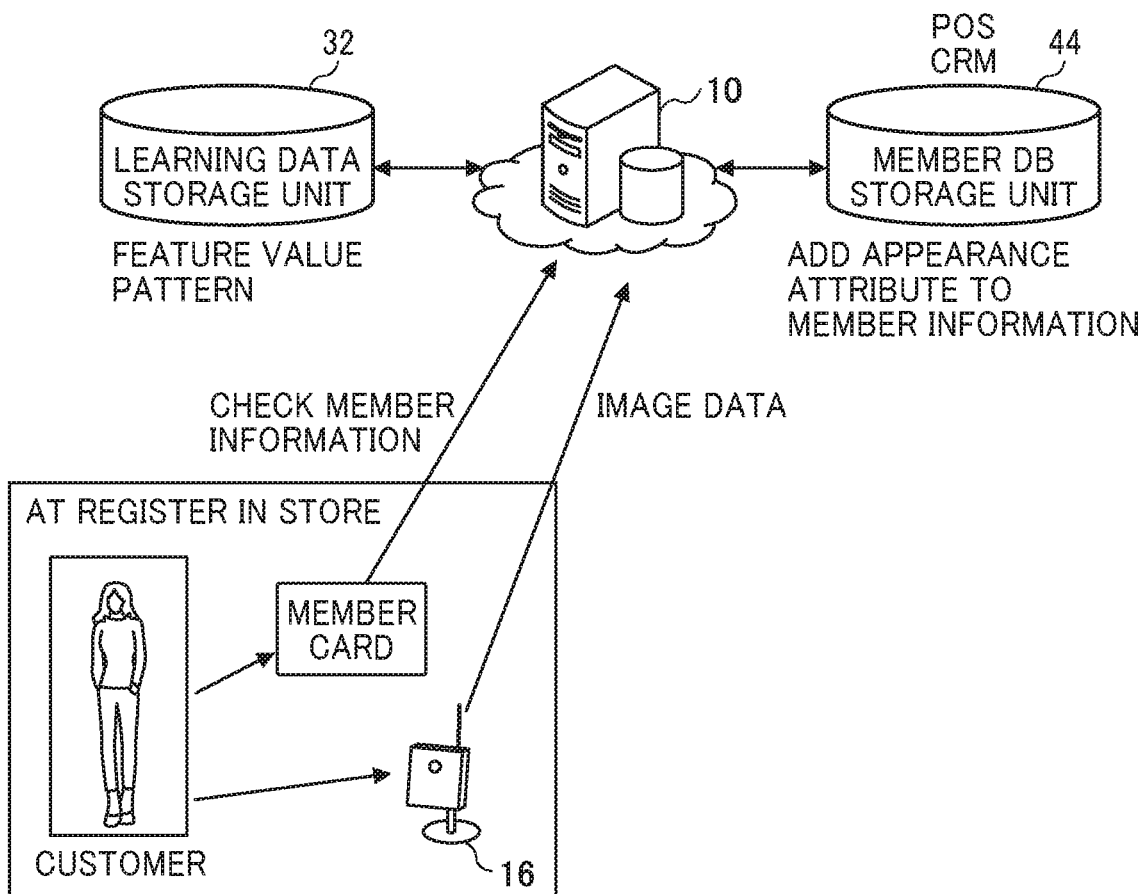 32
LEARNING DATA
STORAGE UNIT
FEATURE VALUE
PATTERN
10
POS
CRM
44
MEMBER DB
STORAGE UNIT
ADD APPEARANCE
ATTRIBUTE TO
MEMBER INFORMATION
CHECK MEMBER
INFORMATION
IMAGE DATA
AT REGISTER IN STORE
MEMBER
CARD
CUSTOMER
16